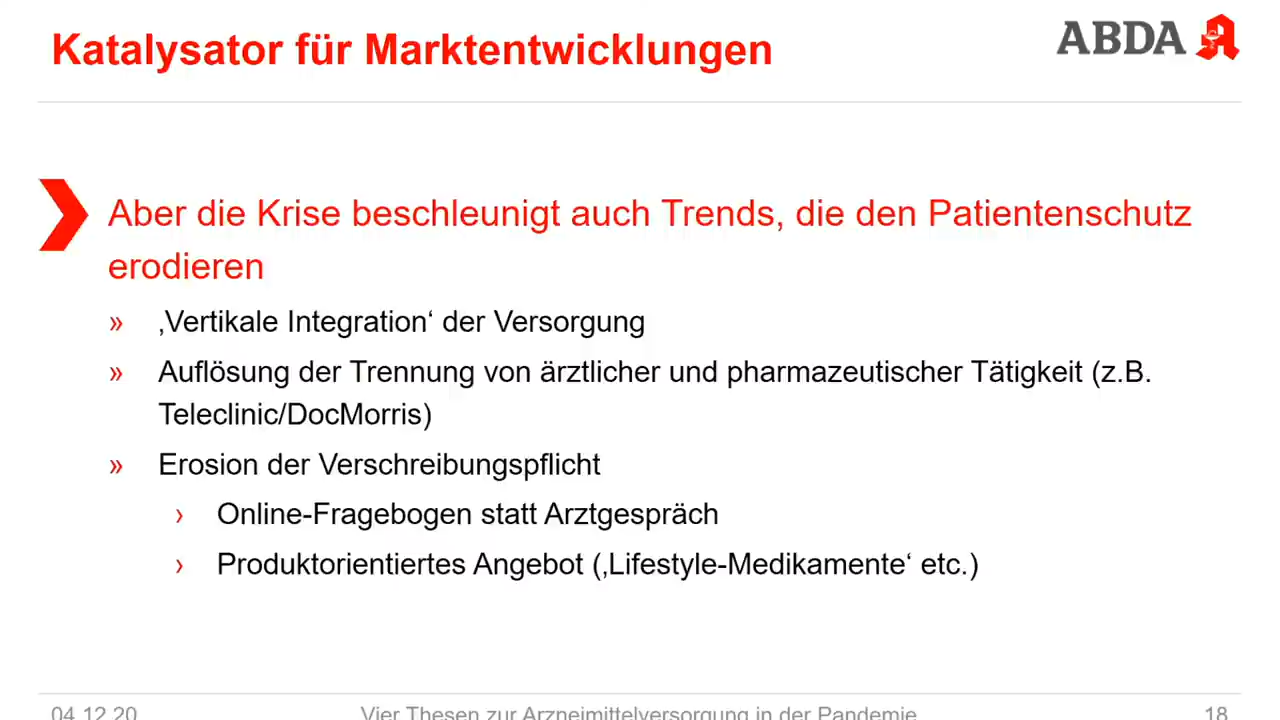 Katalysator für Marktentwicklungen
ABDA
Aber die Krise beschleunigt auch Trends, die den Patientenschutz
erodieren
» ‚Vertikale Integration‘ der Versorgung
» Auflösung der Trennung von ärztlicher und pharmazeutischer Tätigkeit (z.B.
Teleclinic/DocMorris)
» Erosion der Verschreibungspflicht
› Online-Fragebogen statt Arztgespräch
› Produktorientiertes Angebot (‚Lifestyle-Medikamente‘ etc.)
04.12.20
Vier Thesen zur Arzneimittelversorgung in der Pandemie
18